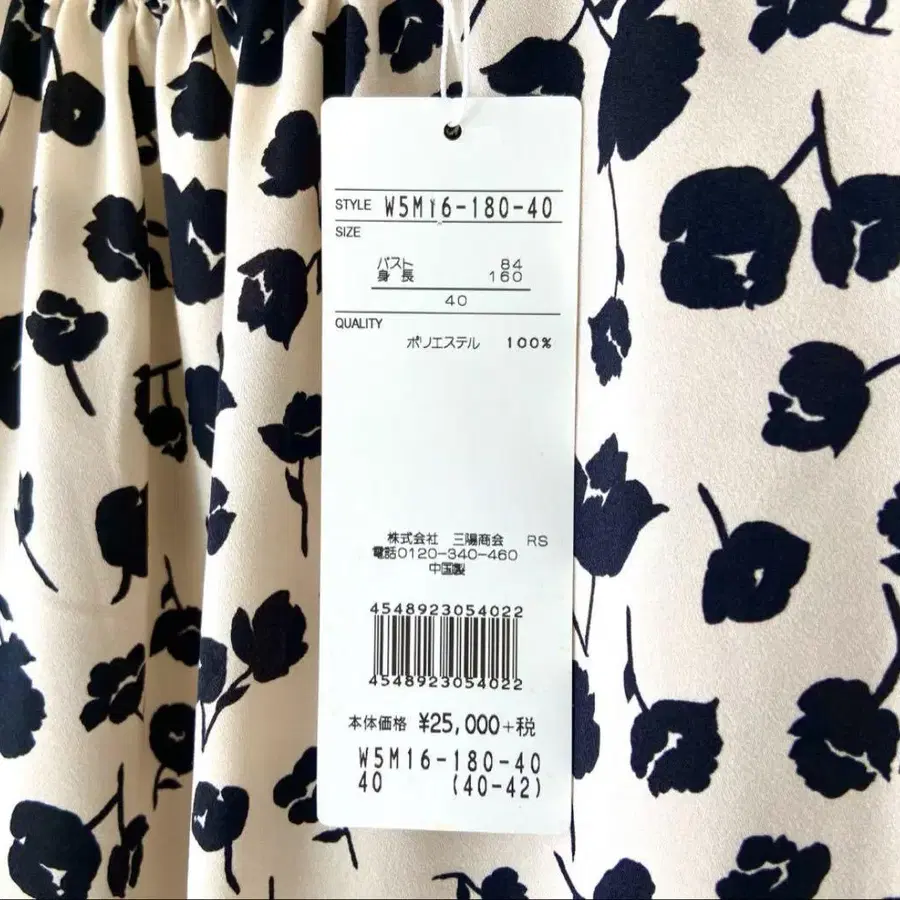 STYLE W5M16-180-40
SIZE
バスト 84
身長 160
40
QUALITY
ポリエステル 100%
株式会社 三陽商会 RS
電話0120-340-460
中国製
4548923054022
4548923054022
本体価格 ¥25,000+税
W5M16-180-40
40 (40-42)